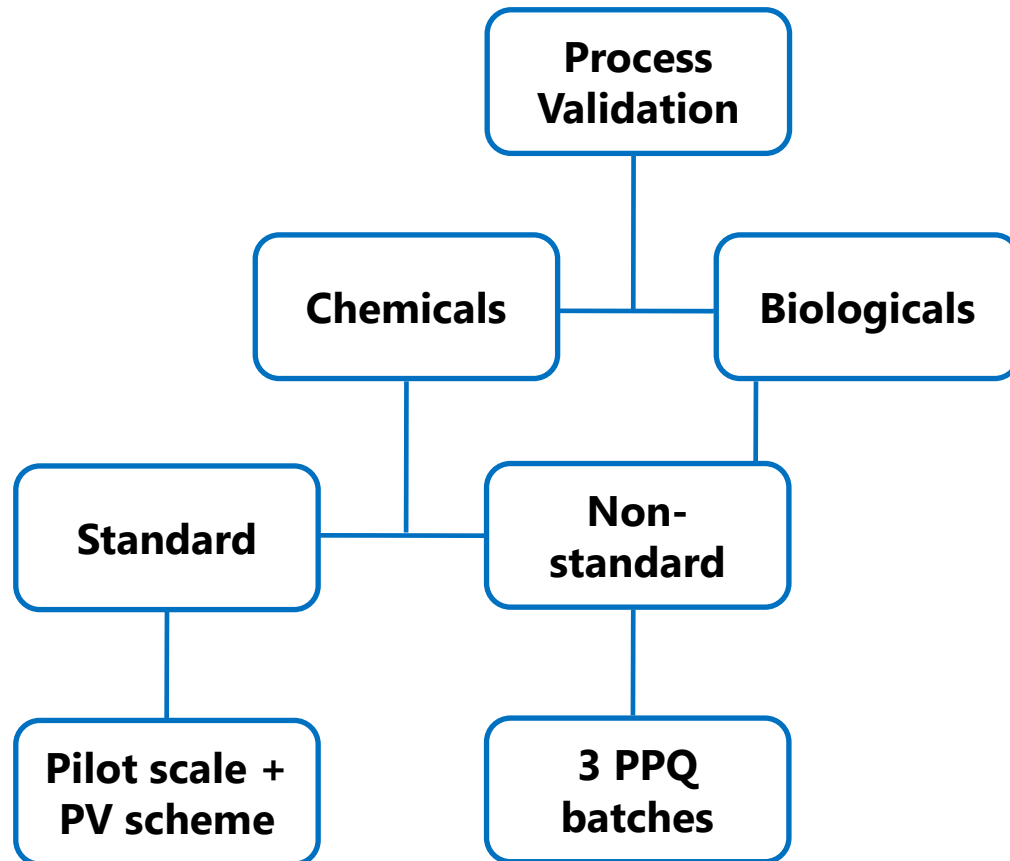 Process
Validation
Chemicals
Biologicals
Standard
Non-
standard
Pilot scale +
PV scheme
3 PPQ
batches